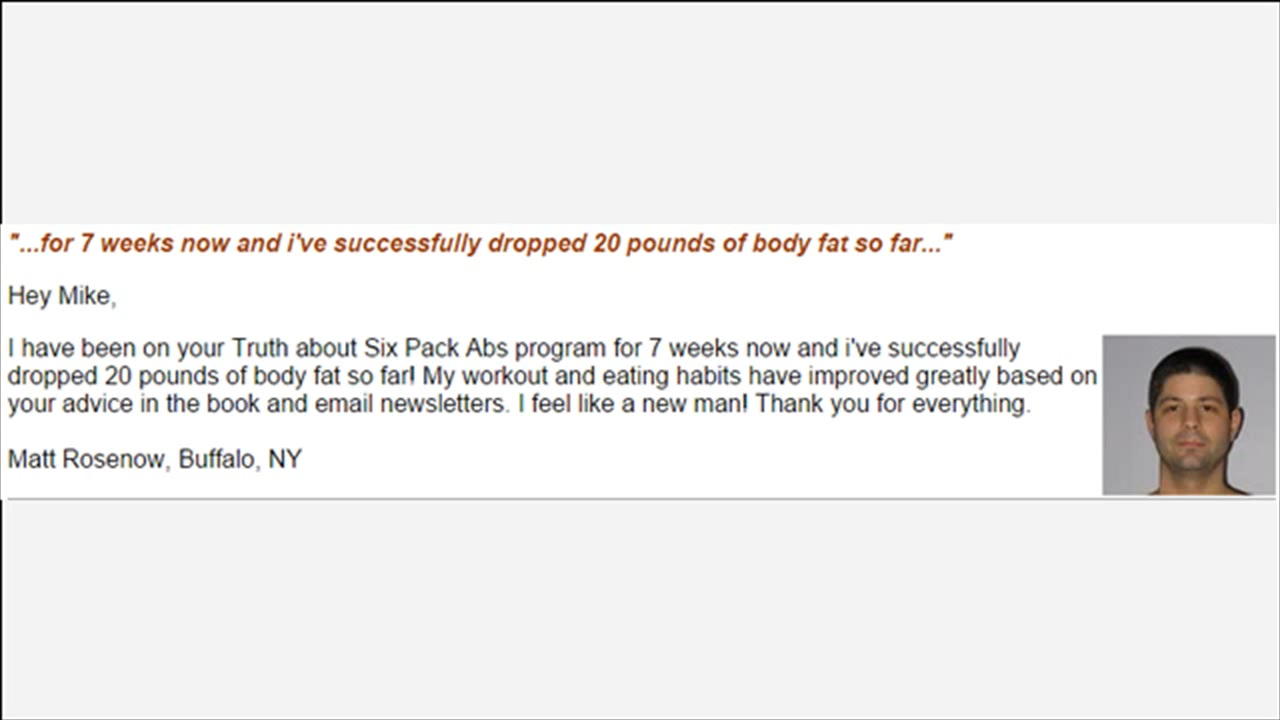 "...for 7 weeks now and i've successfully dropped 20 pounds of body fat so far..."
Hey Mike,
I have been on your Truth about Six Pack Abs program for 7 weeks now and i've successfully
dropped 20 pounds of body fat so far! My workout and eating habits have improved greatly based on
your advice in the book and email newsletters. I feel like a new man! Thank you for everything.
Matt Rosenow, Buffalo, NY